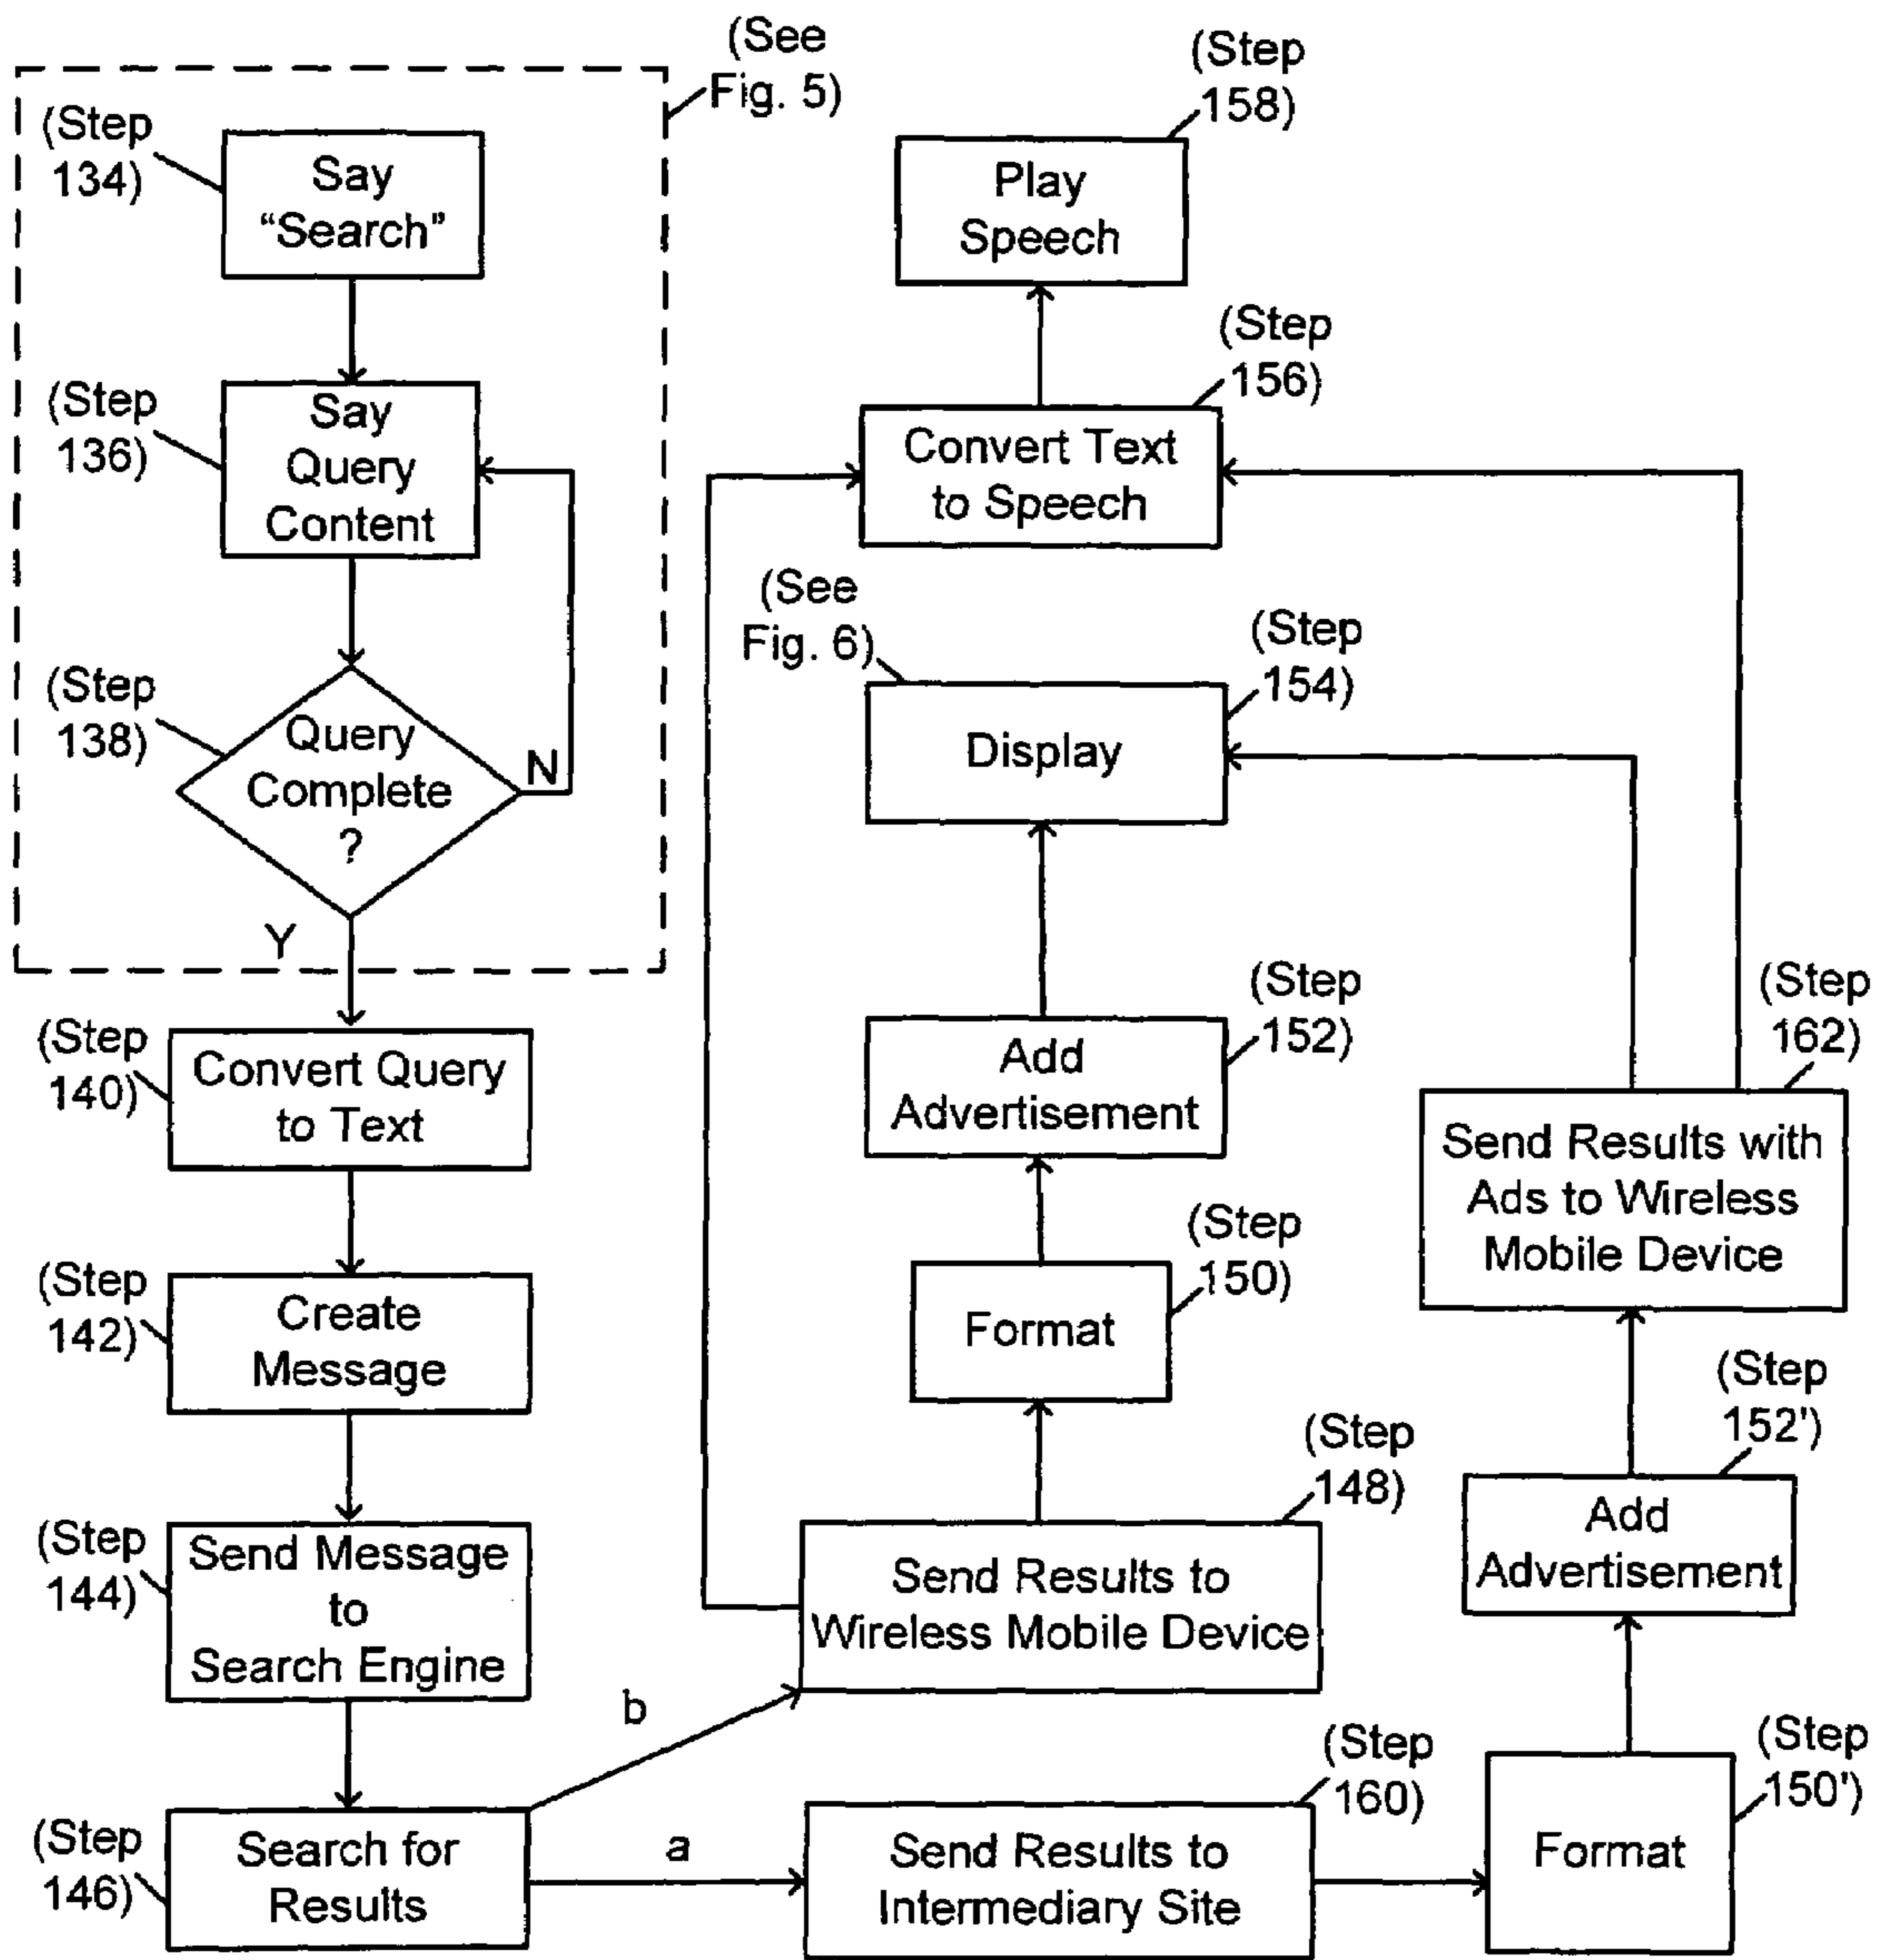 (See
Fig. 5)
(Step
134)
Say
“Search”
(Step
136)
Say
Query
Content
(Step
138)
Query
Complete
?
N
Y
(Step
140)
Convert Query
to Text
(Step
142)
Create
Message
(Step
144)
Send Message
to
Search Engine
(Step
146)
Search for
Results
b
a
(Step
158)
Play
Speech
(Step
156)
Convert Text
to Speech
(See
Fig. 6)
(Step
154)
Display
(Step
152)
Add
Advertisement
(Step
150)
Format
(Step
148)
Send Results to
Wireless Mobile Device
(Step
160)
Send Results to
Intermediary Site
(Step
162)
Send Results with
Ads to Wireless
Mobile Device
(Step
152')
Add
Advertisement
(Step
150')
Format